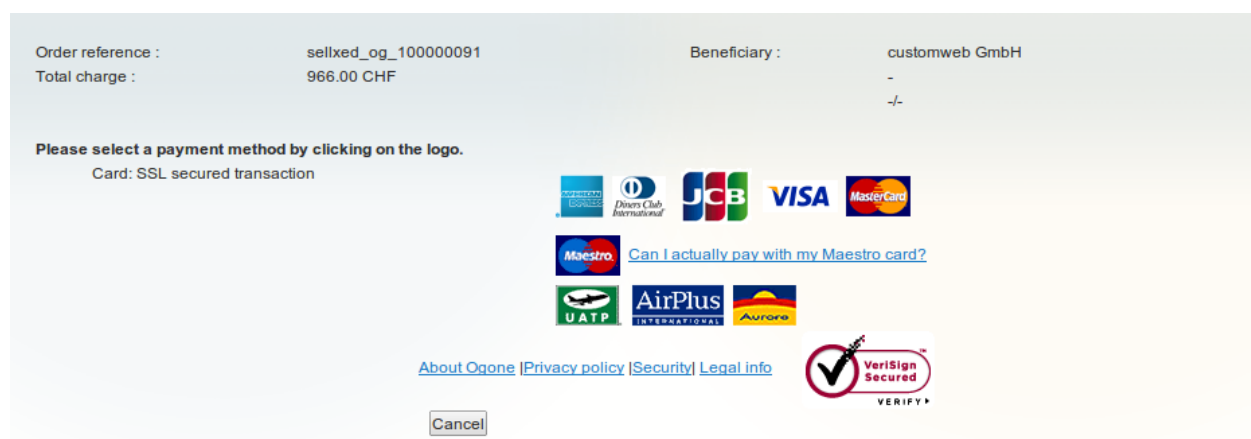 Order reference : sellxed_og_100000091 Beneficiary : customweb GmbH
Total charge : 966.00 CHF -
-/-
Please select a payment method by clicking on the logo.
Card: SSL secured transaction
AMERICAN EXPRESS Diners Club International JCB VISA MasterCard
Maestro Can I actually pay with my Maestro card?
UATP AirPlus INTERNATIONAL Aurore
About Ogone |Privacy policy |Security| Legal info
VeriSign Secured
VERIFY
Cancel